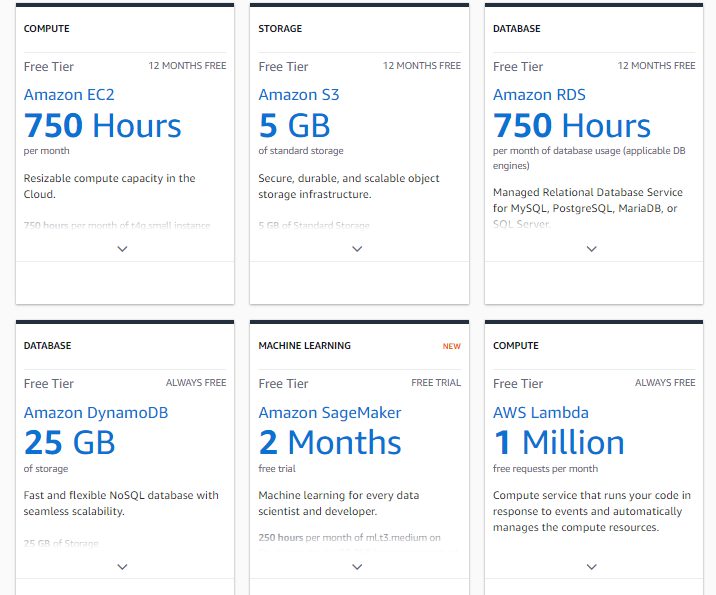 COMPUTE
Free Tier 12 MONTHS FREE
Amazon EC2
750 Hours
per month
Resizable compute capacity in the
Cloud.
750 hours per month of t4g.small instance
STORAGE
Free Tier 12 MONTHS FREE
Amazon S3
5 GB
of standard storage
Secure, durable, and scalable object
storage infrastructure.
5 GB of Standard Storage
DATABASE
Free Tier 12 MONTHS FREE
Amazon RDS
750 Hours
per month of database usage (applicable DB
engines)
Managed Relational Database Service
for MySQL, PostgreSQL, MariaDB, or
SQL Server.
DATABASE
Free Tier ALWAYS FREE
Amazon DynamoDB
25 GB
of storage
Fast and flexible NoSQL database with
seamless scalability.
25 GB of Storage
MACHINE LEARNING NEW
Free Tier FREE TRIAL
Amazon SageMaker
2 Months
free trial
Machine learning for every data
scientist and developer.
250 hours per month of ml.t3.medium on
COMPUTE
Free Tier ALWAYS FREE
AWS Lambda
1 Million
free requests per month
Compute service that runs your code in
response to events and automatically
manages the compute resources.